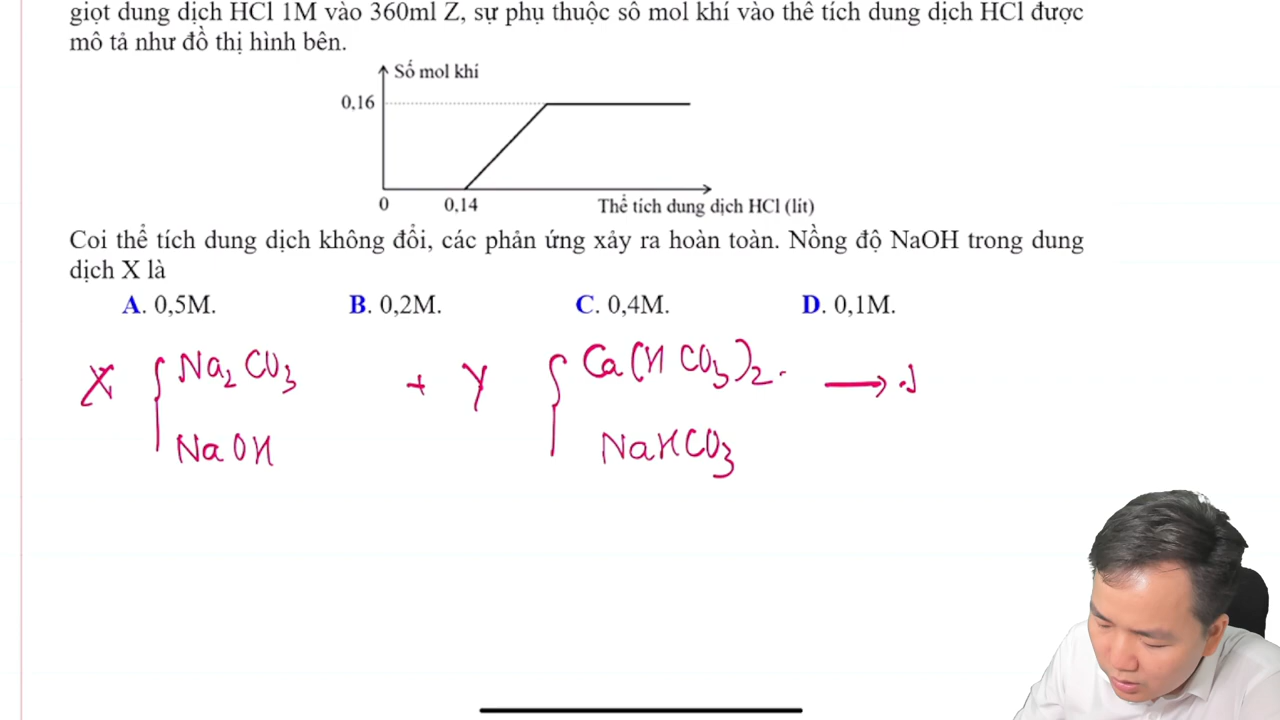 giọt dung dịch HCl 1M vào 360ml Z, sự phụ thuộc số mol khí vào thể tích dung dịch HCl được
mô tả như đồ thị hình bên.
Số mol khí
0,16
0
0,14
Thể tích dung dịch HCl (lít)
Coi thể tích dung dịch không đổi, các phản ứng xảy ra hoàn toàn. Nồng độ NaOH trong dung
dịch X là
A. 0,5M. B. 0,2M. C. 0,4M. D. 0,1M.
X { Na₂CO₃ + Y { Ca(HCO₃)₂. →
NaOH NaHCO₃